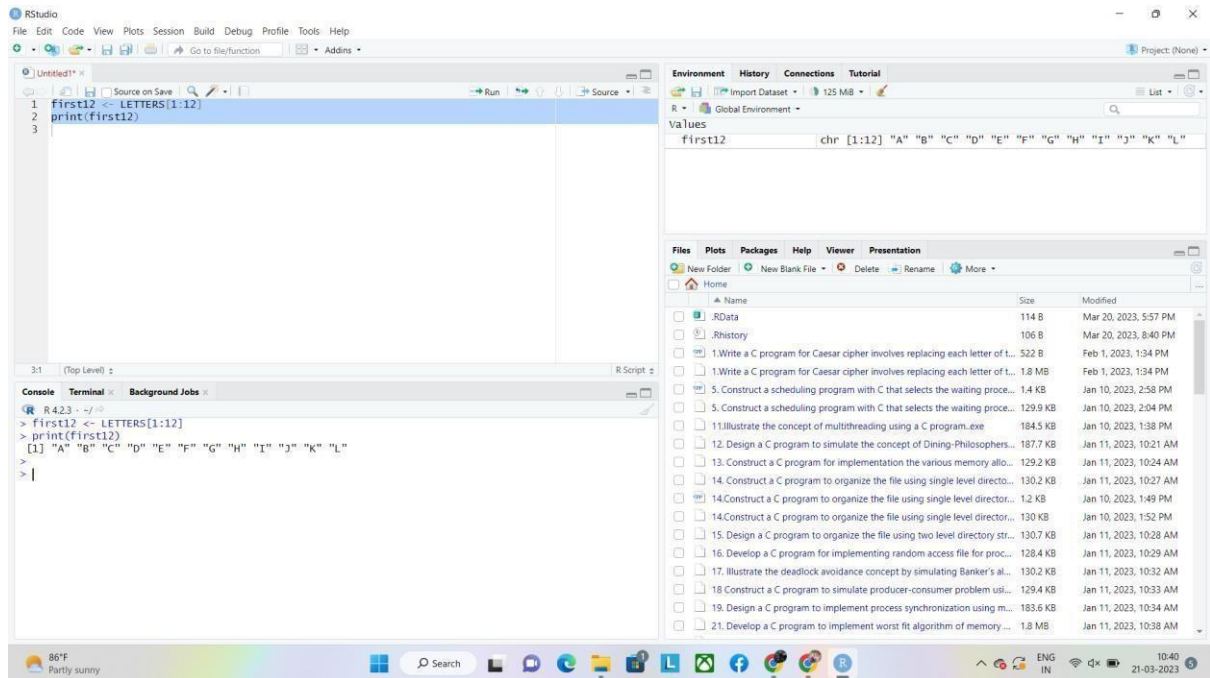 RStudio
File Edit Code View Plots Session Build Debug Profile Tools Help
Go to file/function Addins
Project: (None)
Untitled1*
Source on Save Run Source
1 first12 <- LETTERS[1:12]
2 print(first12)
3
3:1 (Top Level) R Script
Console Terminal Background Jobs
R 4.2.3 · ~/
> first12 <- LETTERS[1:12]
> print(first12)
[1] "A" "B" "C" "D" "E" "F" "G" "H" "I" "J" "K" "L"
>
>
Environment History Connections Tutorial
Import Dataset 125 MiB List
R Global Environment
Values
first12 chr [1:12] "A" "B" "C" "D" "E" "F" "G" "H" "I" "J" "K" "L"
Files Plots Packages Help Viewer Presentation
New Folder New Blank File Delete Rename More
Home
Name Size Modified
.RData 114 B Mar 20, 2023, 5:57 PM
.Rhistory 106 B Mar 20, 2023, 8:40 PM
1.Write a C program for Caesar cipher involves replacing each letter of t... 522 B Feb 1, 2023, 1:34 PM
1.Write a C program for Caesar cipher involves replacing each letter of t... 1.8 MB Feb 1, 2023, 1:34 PM
5. Construct a scheduling program with C that selects the waiting proce... 1.4 KB Jan 10, 2023, 2:58 PM
5. Construct a scheduling program with C that selects the waiting proce... 129.9 KB Jan 10, 2023, 2:04 PM
11.Illustrate the concept of multithreading using a C program..exe 184.5 KB Jan 10, 2023, 1:38 PM
12. Design a C program to simulate the concept of Dining-Philosophers... 187.7 KB Jan 11, 2023, 10:21 AM
13. Construct a C program for implementation the various memory allo... 129.2 KB Jan 11, 2023, 10:24 AM
14. Construct a C program to organize the file using single level directo... 130.2 KB Jan 11, 2023, 10:27 AM
14.Construct a C program to organize the file using single level director... 1.2 KB Jan 10, 2023, 1:49 PM
14.Construct a C program to organize the file using single level director... 130 KB Jan 10, 2023, 1:52 PM
15. Design a C program to organize the file using two level directory str... 130.7 KB Jan 11, 2023, 10:28 AM
16. Develop a C program for implementing random access file for proc... 128.4 KB Jan 11, 2023, 10:29 AM
17. Illustrate the deadlock avoidance concept by simulating Banker's al... 130.2 KB Jan 11, 2023, 10:32 AM
18 Construct a C program to simulate producer-consumer problem usi... 129.4 KB Jan 11, 2023, 10:33 AM
19. Design a C program to implement process synchronization using m... 183.6 KB Jan 11, 2023, 10:34 AM
21. Develop a C program to implement worst fit algorithm of memory ... 1.8 MB Jan 11, 2023, 10:38 AM
86°F
Partly sunny
Search
ENG
IN
10:40
21-03-2023